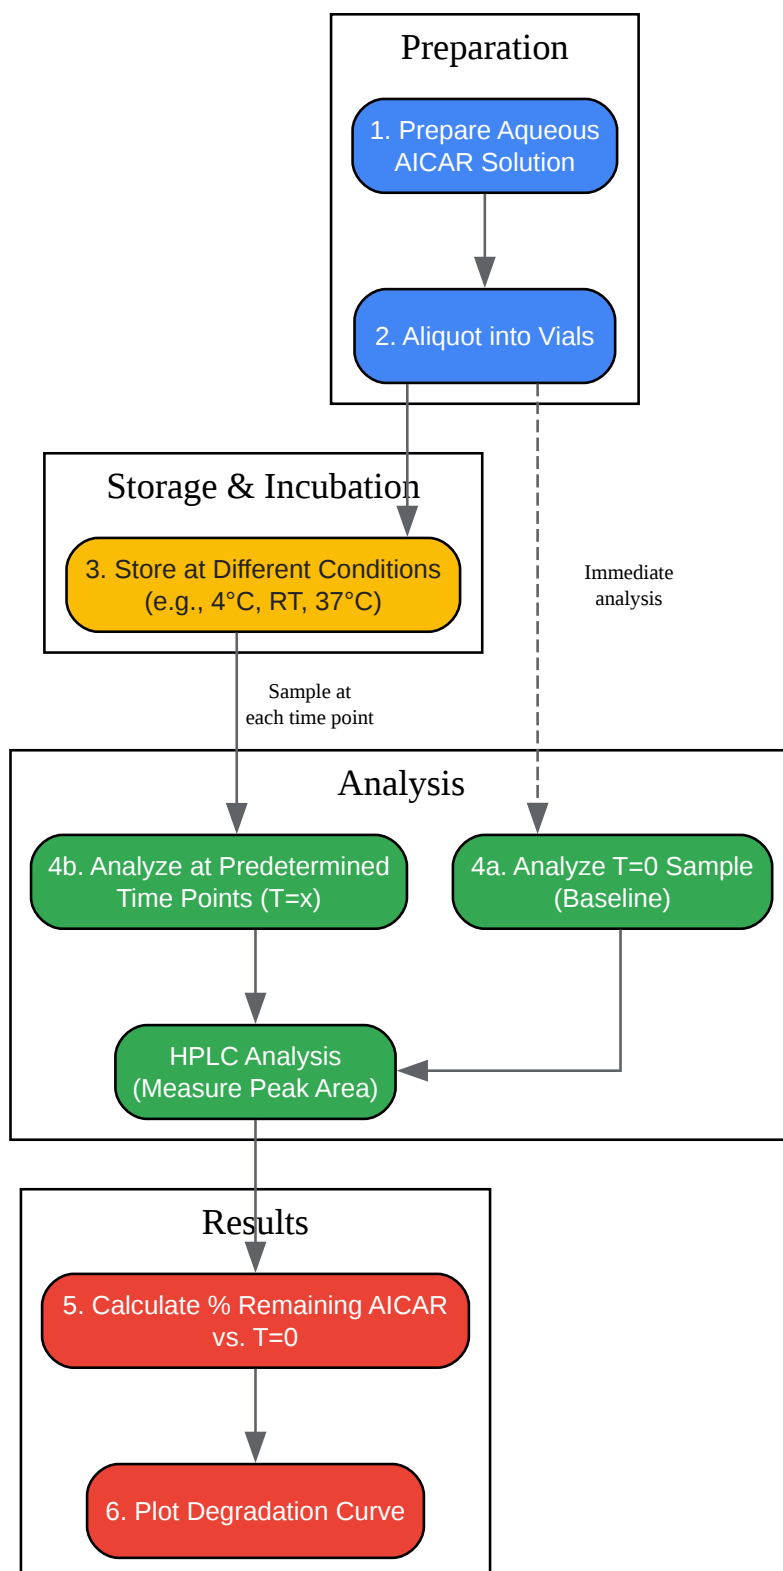 Preparation
1. Prepare Aqueous
AICAR Solution
2. Aliquot into Vials
Storage & Incubation
3. Store at Different Conditions
(e.g., 4°C, RT, 37°C)
Immediate
analysis
Sample at
each time point
Analysis
4b. Analyze at Predetermined
Time Points (T=x)
4a. Analyze T=0 Sample
(Baseline)
HPLC Analysis
(Measure Peak Area)
Results
5. Calculate % Remaining AICAR
vs. T=0
6. Plot Degradation Curve